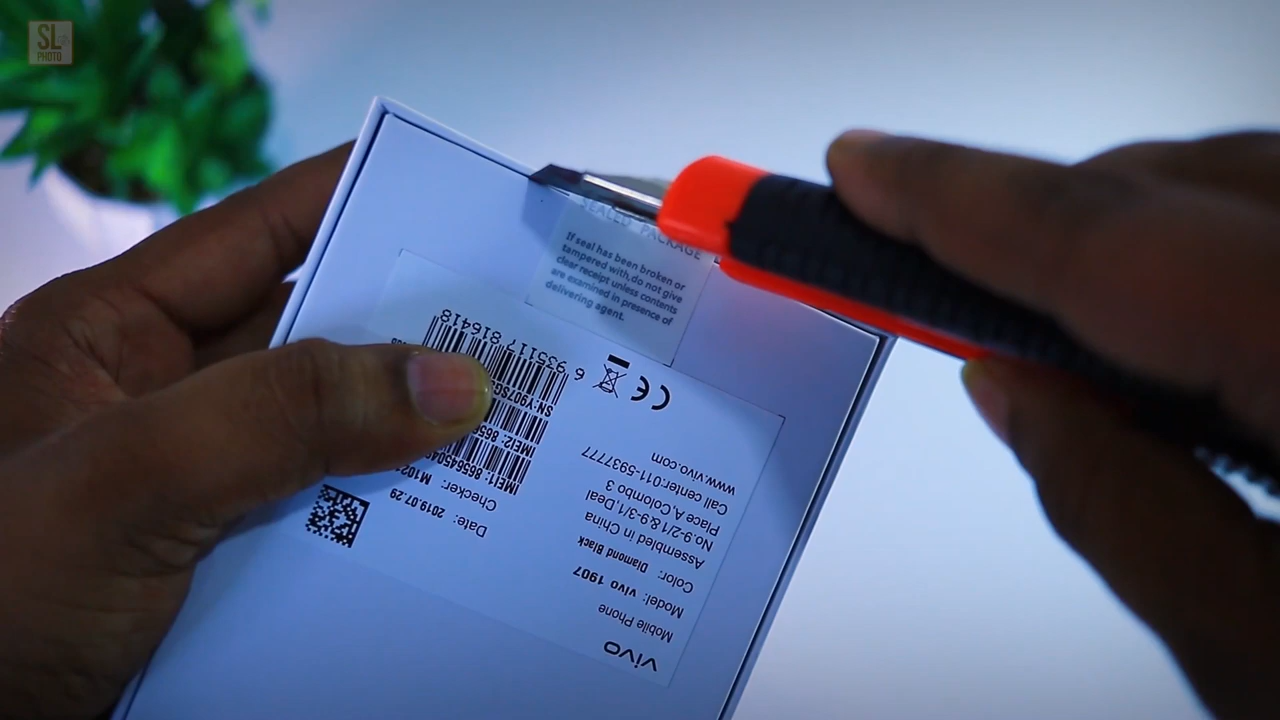 SL
PHOTO
SEALED PACKAGE
If seal has been broken or
tampered with,do not give
clear receipt unless contents
are examined in presence of
delivering agent.
vivo
Mobile Phone
Model: vivo 1907
Color: Diamond Black
Assembled in China
No.9-2/1&9-3/1,Deal
Place A,Colombo 3
Call center:011-5937777
www.vivo.com
CE
Date: 2019.07.29
Checker:
IMEI1:
IMEI2:
6 935117 816418